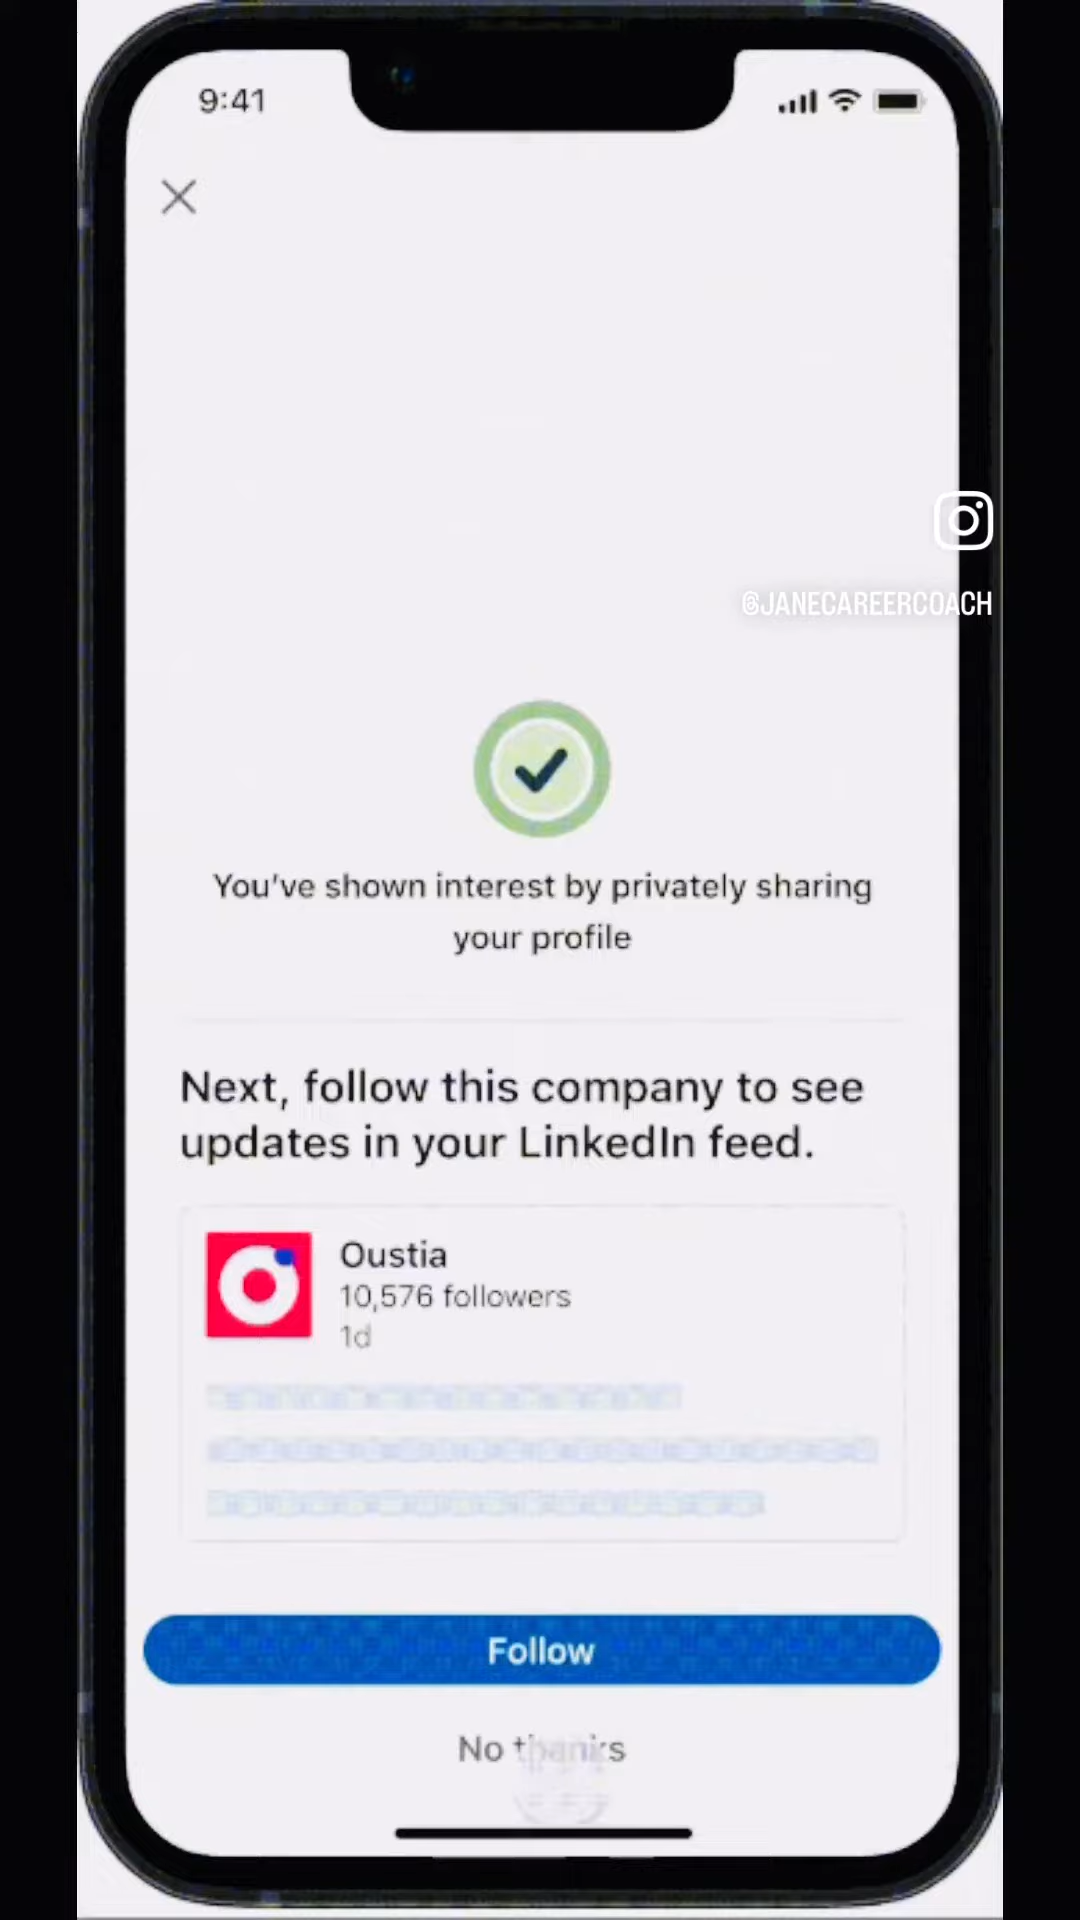 9:41
@JANECAREERCOACH
You've shown interest by privately sharing
your profile
Next, follow this company to see
updates in your LinkedIn feed.
Oustia
10,576 followers
1d
Follow
No thanks